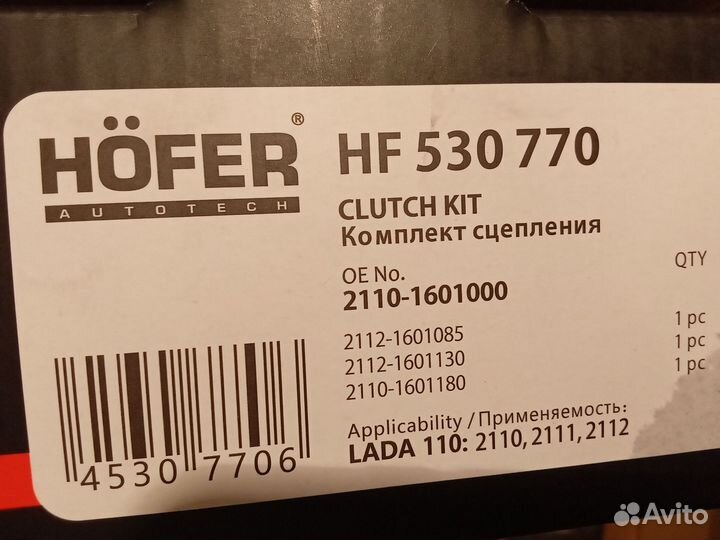 HÖFER®
AUTOTECH
HF 530 770
CLUTCH KIT
Комплект сцепления
OE No.
QTY
2110-1601000
2112-1601085 1 pc
2112-1601130 1 pc
2110-1601180 1 pc
Applicability / Применяемость:
LADA 110: 2110, 2111, 2112
4530 7706
Avito